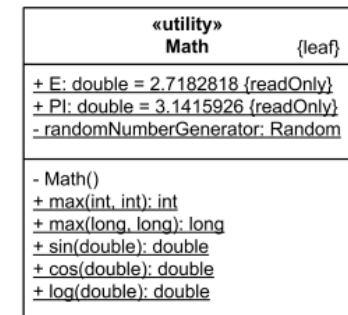 «utility»
Math {leaf}
+ E: double = 2.7182818 {readOnly}
+ PI: double = 3.1415926 {readOnly}
- randomNumberGenerator: Random
- Math()
+ max(int, int): int
+ max(long, long): long
+ sin(double): double
+ cos(double): double
+ log(double): double